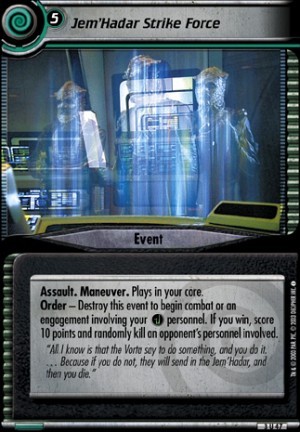 5
Jem'Hadar Strike Force
Event
Assault. Maneuver. Plays in your core.
Order – Destroy this event to begin combat or an
engagement involving your personnel. If you win, score
10 points and randomly kill an opponent's personnel involved.
"All I know is that the Vorta say to do something, and you do it.
... Because if you do not, they will send in the Jem'Hadar, and
then you die."
1 U 47